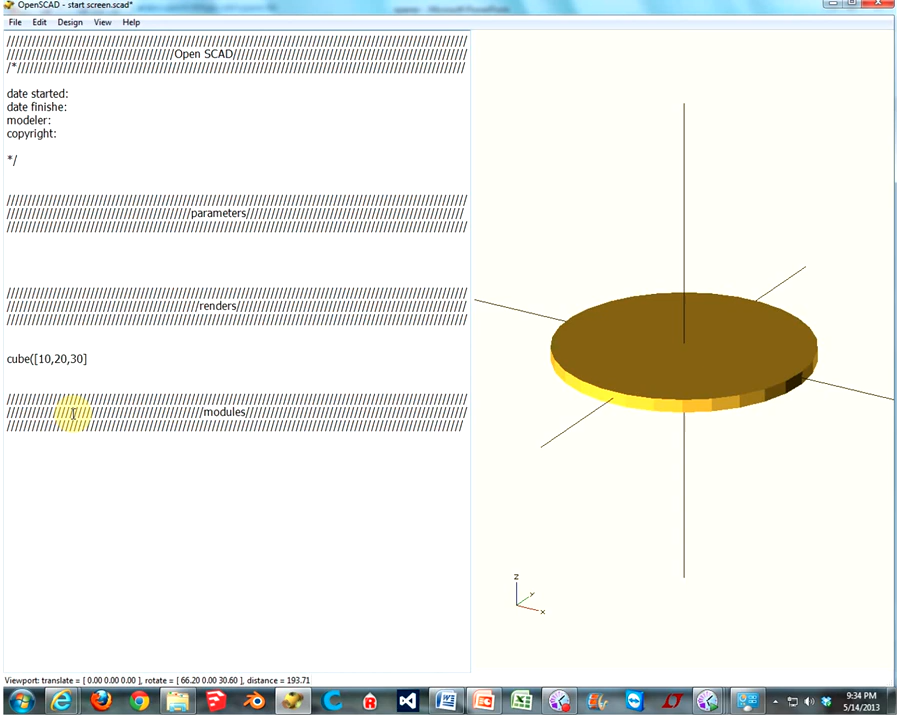 OpenSCAD - start screen.scad*
File Edit Design View Help
//////////////////////////////////////////////////////////////////////////////////////////////////////////////
////////////////////////////////////////Open SCAD////////////////////////////////////////////////////////
/*///////////////////////////////////////////////////////////////////////////////////////////////////////////
date started:
date finishe:
modeler:
copyright:
*/
//////////////////////////////////////////////////////////////////////////////////////////////////////////////
////////////////////////////////////////////parameters////////////////////////////////////////////////////
//////////////////////////////////////////////////////////////////////////////////////////////////////////////
//////////////////////////////////////////////////////////////////////////////////////////////////////////////
//////////////////////////////////////////////renders///////////////////////////////////////////////////////
//////////////////////////////////////////////////////////////////////////////////////////////////////////////
cube([10,20,30]
//////////////////////////////////////////////////////////////////////////////////////////////////////////////
///////////////////////////////////////////////modules/////////////////////////////////////////////////////
/////////////////////////////////////////////////////////////////////////////////////////////////////////////
z
y
x
Viewport: translate = [ 0.00 0.00 0.00 ], rotate = [ 66.20 0.00 30.60 ], distance = 193.71
9:34 PM
5/14/2013